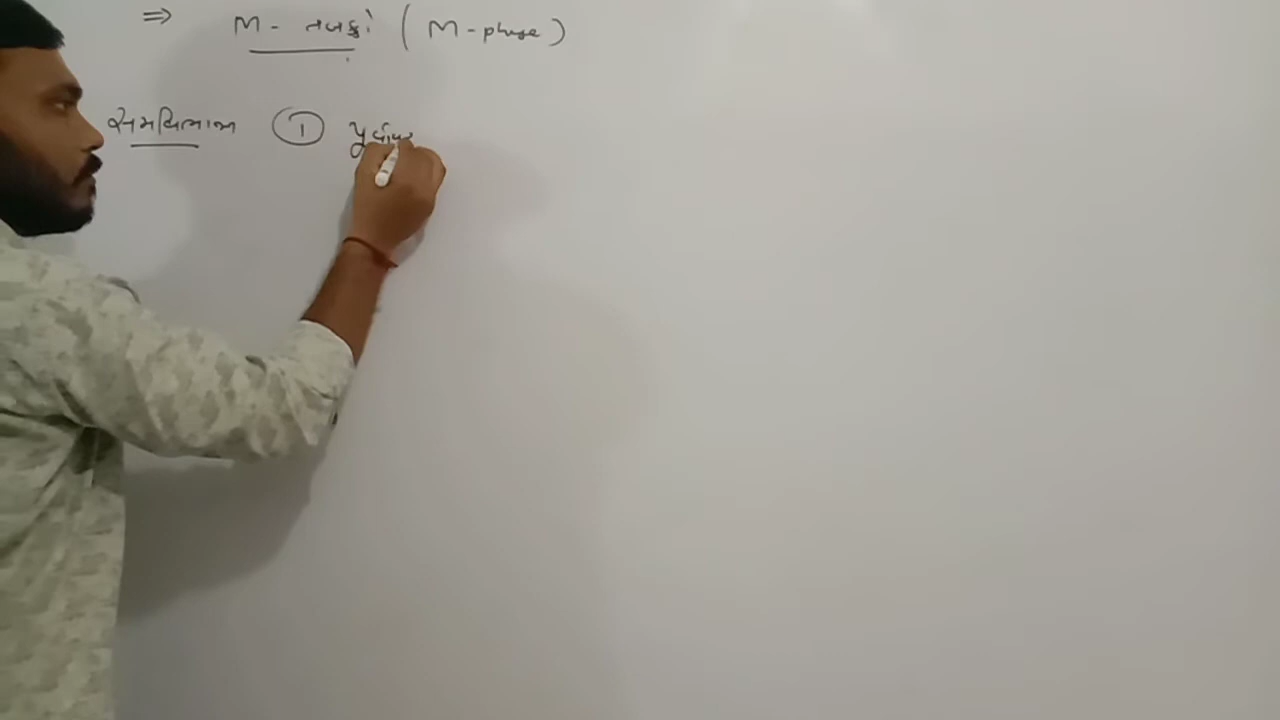 ⇒ M - તબક્કો (M - phase)
સમવિભાજન ① પુર્વાવ